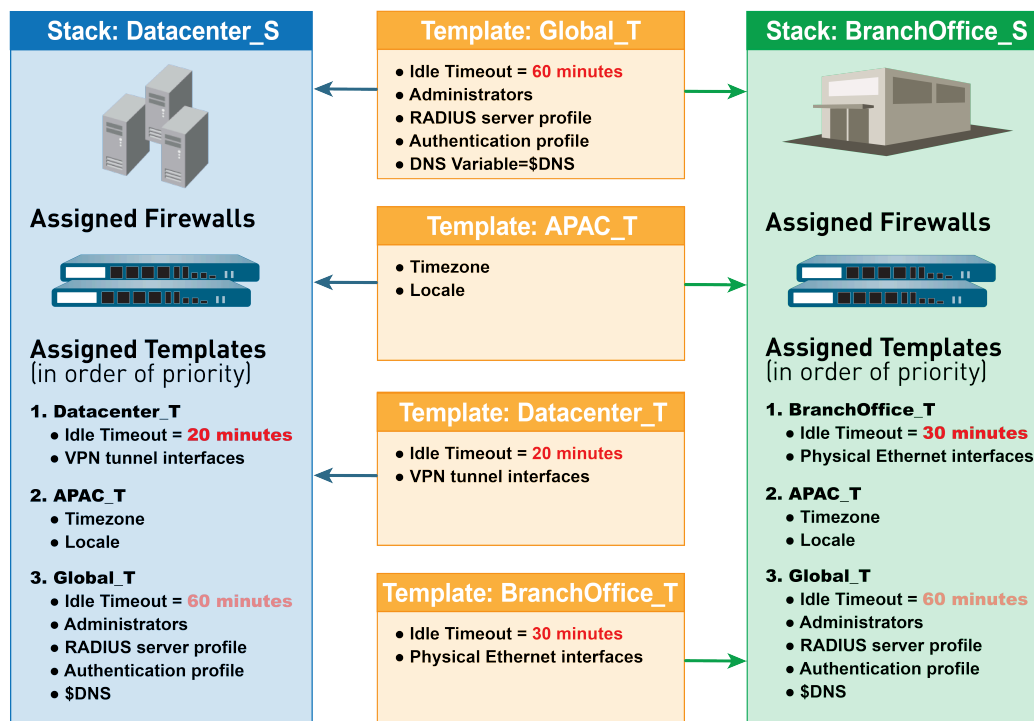 Stack: Datacenter_S
Assigned Firewalls
Assigned Templates
(in order of priority)
1. Datacenter_T
● Idle Timeout = 20 minutes
● VPN tunnel interfaces
2. APAC_T
● Timezone
● Locale
3. Global_T
● Idle Timeout = 60 minutes
● Administrators
● RADIUS server profile
● Authentication profile
● $DNS
Template: Global_T
● Idle Timeout = 60 minutes
● Administrators
● RADIUS server profile
● Authentication profile
● DNS Variable=$DNS
Template: APAC_T
● Timezone
● Locale
Template: Datacenter_T
● Idle Timeout = 20 minutes
● VPN tunnel interfaces
Template: BranchOffice_T
● Idle Timeout = 30 minutes
● Physical Ethernet interfaces
Stack: BranchOffice_S
Assigned Firewalls
Assigned Templates
(in order of priority)
1. BranchOffice_T
● Idle Timeout = 30 minutes
● Physical Ethernet interfaces
2. APAC_T
● Timezone
● Locale
3. Global_T
● Idle Timeout = 60 minutes
● Administrators
● RADIUS server profile
● Authentication profile
● $DNS